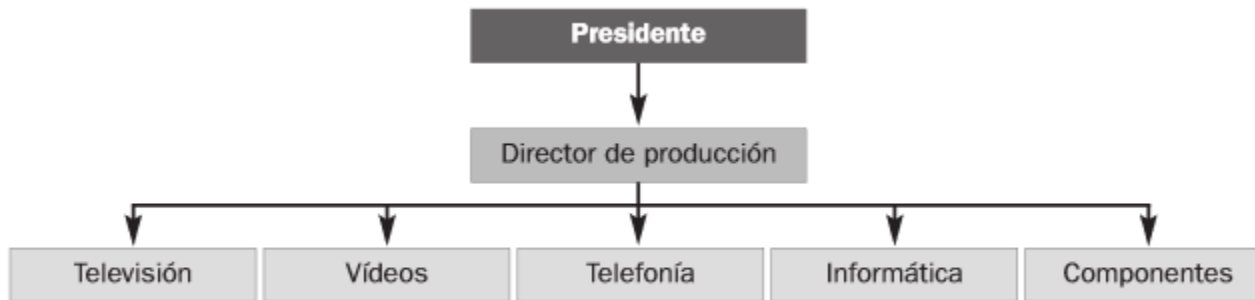 Presidente
Director de producción
Televisión
Vídeos
Telefonía
Informática
Componentes